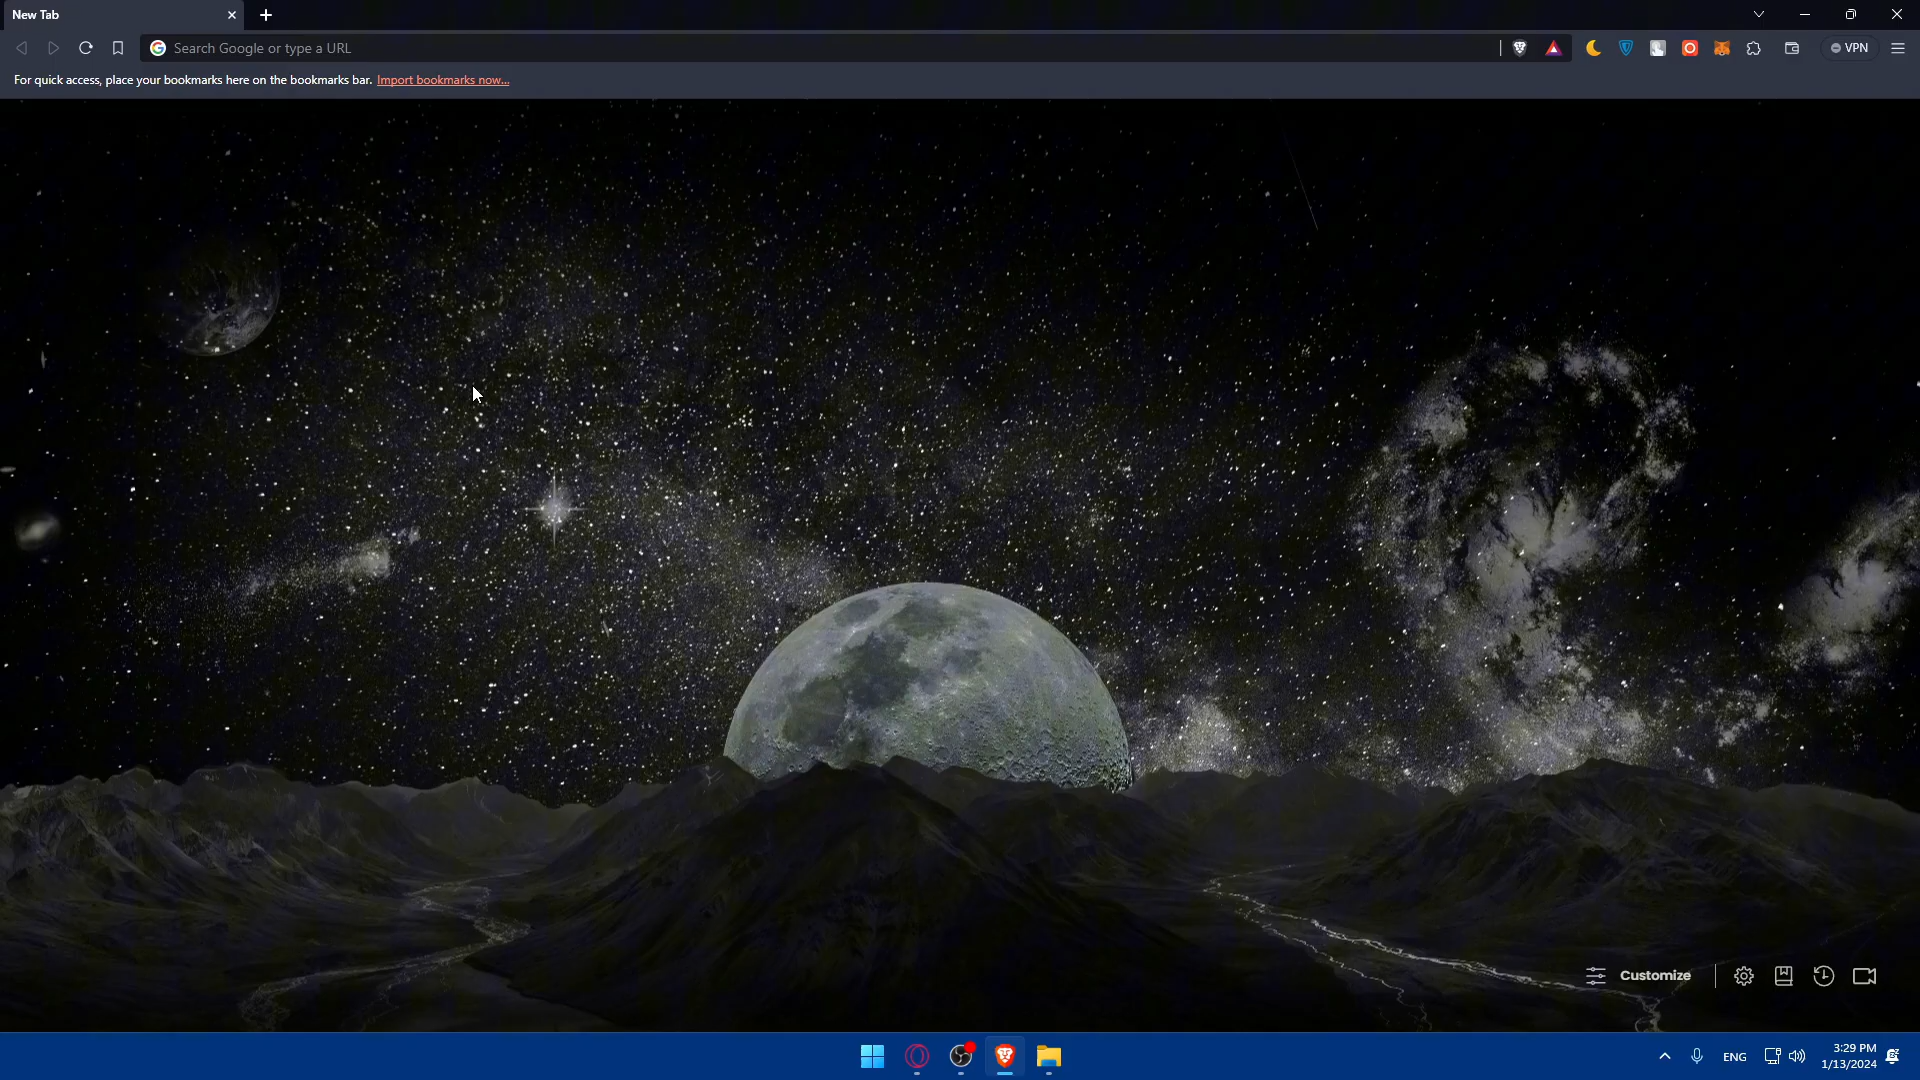 New Tab
Search Google or type a URL
VPN
For quick access, place your bookmarks here on the bookmarks bar. Import bookmarks now...
Customize
ENG
3:29 PM
1/13/2024